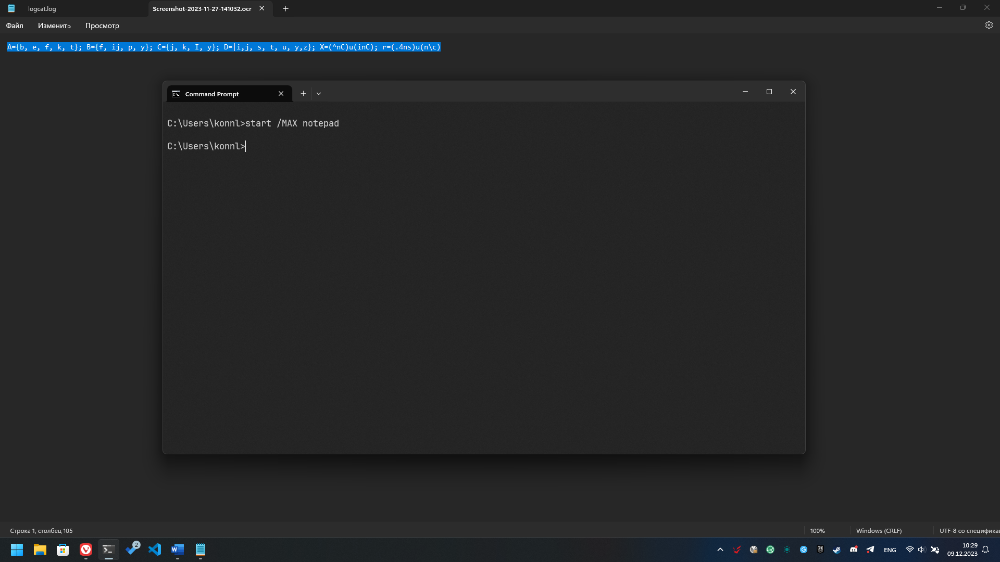 logcat.log
Screenshot-2023-11-27-141032.ocr
Файл Изменить Просмотр
A={b, e, f, k, t}; B={f, ij, p, y}; C={j, k, I, y}; D=|i,j, s, t, u, y,z}; X=(^nC)u(inC); r=(.4ns)u(n\c)
Command Prompt
C:\Users\konnl>start /MAX notepad
C:\Users\konnl>
Строка 1, столбец 105
100%
Windows (CRLF)
UTF-8 со специфика
2
W
EPIC
ENG
10:29
09.12.2023